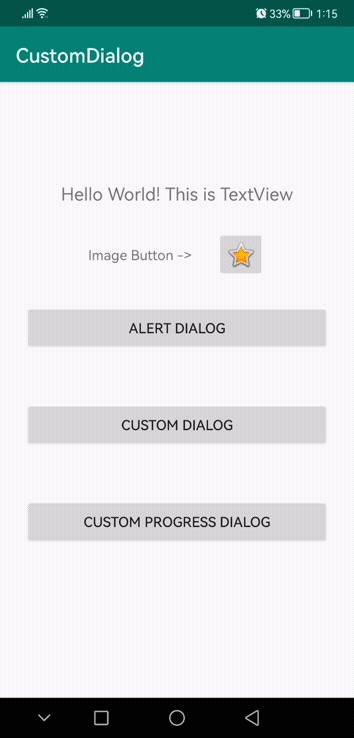 33% 1:15
CustomDialog
Hello World! This is TextView
Image Button ->
ALERT DIALOG
CUSTOM DIALOG
CUSTOM PROGRESS DIALOG